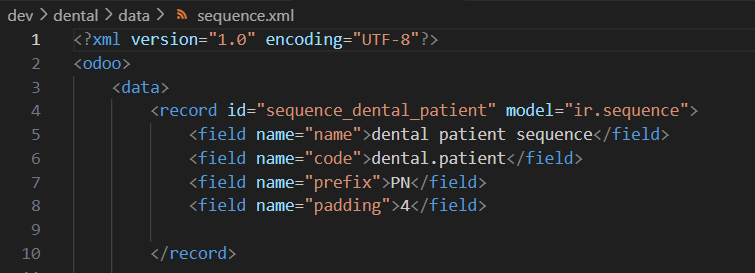 dev > dental > data > sequence.xml
1 <?xml version="1.0" encoding="UTF-8"?>
2 <odoo>
3 <data>
4 <record id="sequence_dental_patient" model="ir.sequence">
5 <field name="name">dental patient sequence</field>
6 <field name="code">dental.patient</field>
7 <field name="prefix">PN</field>
8 <field name="padding">4</field>
9
10 </record>